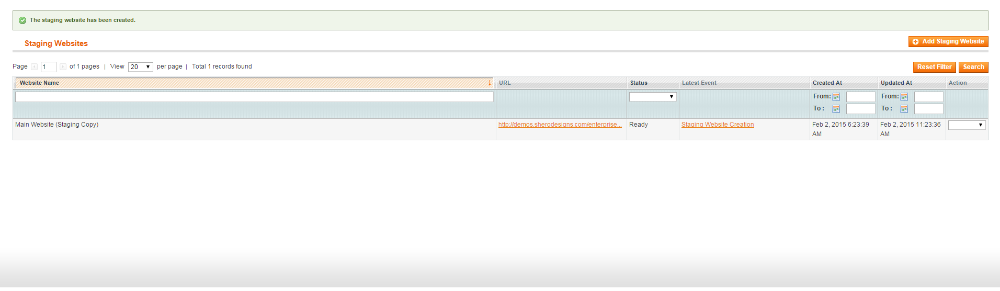 The staging website has been created.
Staging Websites
Add Staging Website
Page 1 of 1 pages | View 20 per page | Total 1 records found
Reset Filter Search
Website Name URL Status Latest Event Created At Updated At Action
From: From:
To : To :
Main Website (Staging Copy) http://demos.sherodesigns.com/enterprise... Ready Staging Website Creation Feb 2, 2015 6:23:39 AM Feb 2, 2015 11:23:36 AM